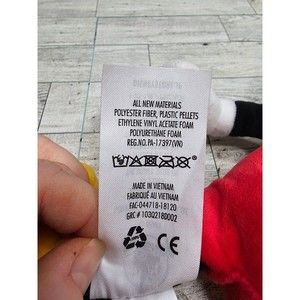 ALL NEW MATERIALS
POLYESTER FIBER, PLASTIC PELLETS
ETHYLENE VINYL ACETATE FOAM
POLYURETHANE FOAM
REG.NO.PA-17397(VN)
MADE IN VIETNAM
FABRIQUÉ AU VIETNAM
FAC-044718-18120
GRC # 103Q2180002
CE